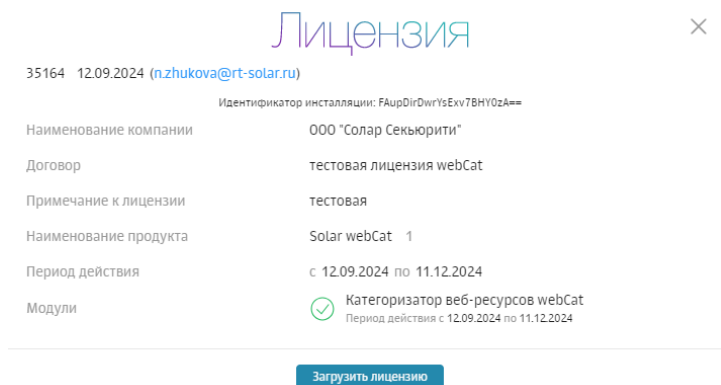 Лицензия
35164 12.09.2024 (n.zhukova@rt-solar.ru)
Идентификатор инсталляции: FAupDirDwrYsExv7BHY0zA==
Наименование компании ООО "Солар Секьюрити"
Договор тестовая лицензия webCat
Примечание к лицензии тестовая
Наименование продукта Solar webCat 1
Период действия с 12.09.2024 по 11.12.2024
Модули Категоризатор веб-ресурсов webCat
Период действия с 12.09.2024 по 11.12.2024
Загрузить лицензию